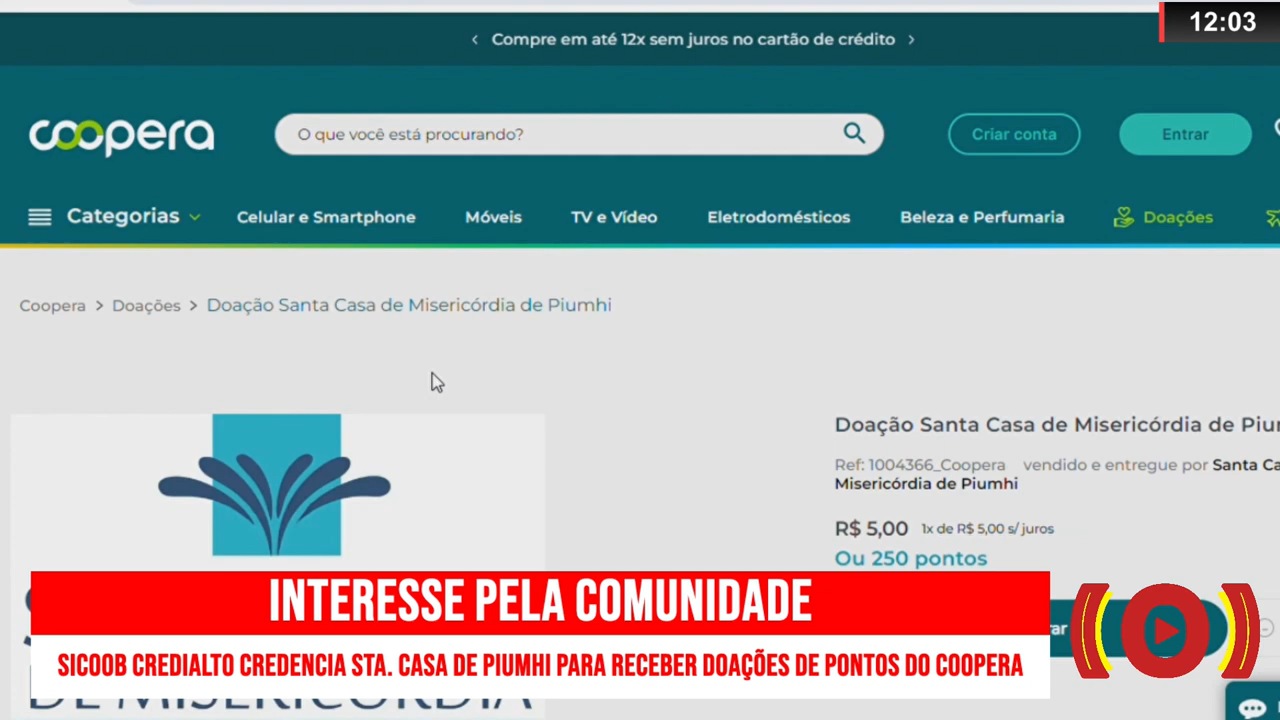 12:03
Compre em até 12x sem juros no cartão de crédito
coopera
O que você está procurando?
Criar conta
Entrar
Categorias
Celular e Smartphone
Móveis
TV e Vídeo
Eletrodomésticos
Beleza e Perfumaria
Doações
Coopera > Doações > Doação Santa Casa de Misericórdia de Piumhi
Doação Santa Casa de Misericórdia de
Ref: 1004366_Coopera vendido e entregue por Santa
Misericórdia de Piumhi
R$ 5,00 1x de R$ 5,00 s/ juros
Ou 250 pontos
INTERESSE PELA COMUNIDADE
SICOOB CREDIALTO CREDENCIA STA. CASA DE PIUMHI PARA RECEBER DOAÇÕES DE PONTOS DO COOPERA
DE MISERICÓRDIA